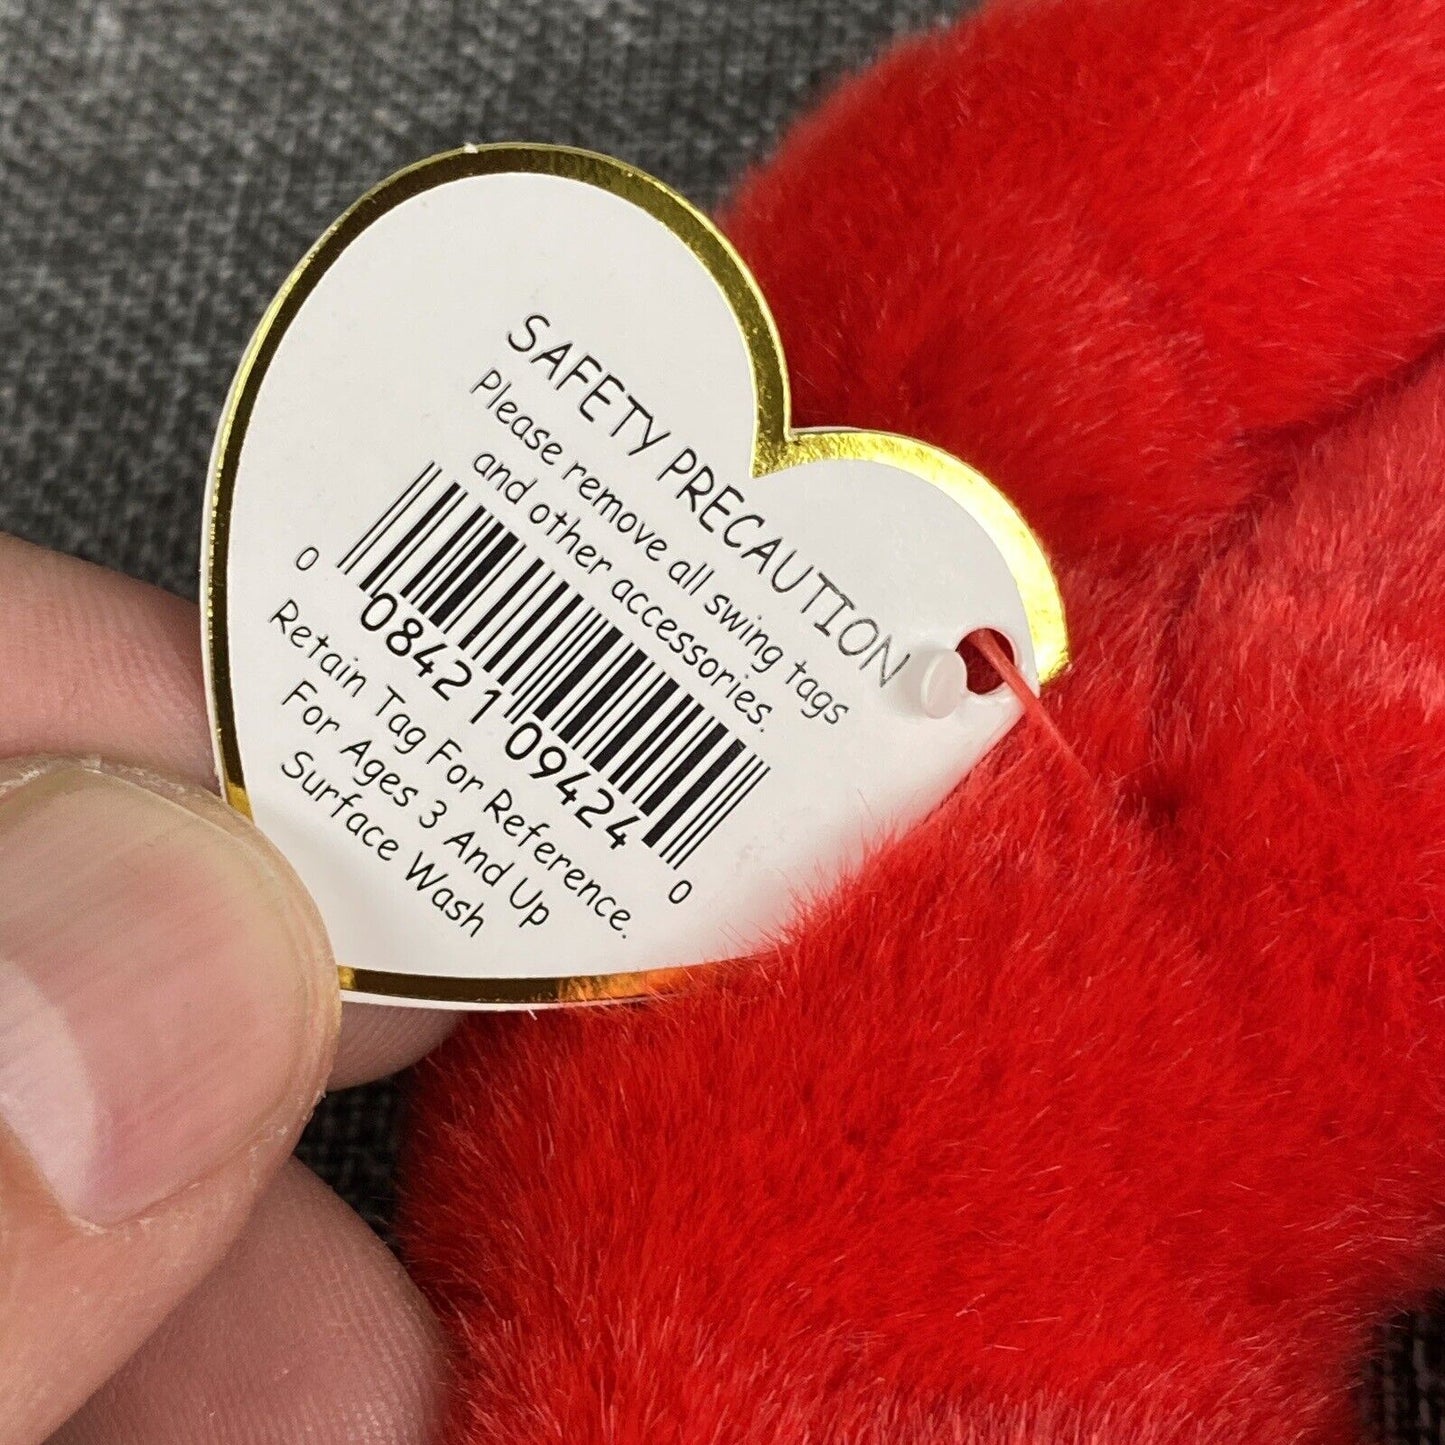 SAFETY PRECAUTION
Please remove all swing tags
and other accessories.
0 08421 09424 0
Retain Tag For Reference.
For Ages 3 And Up
Surface Wash